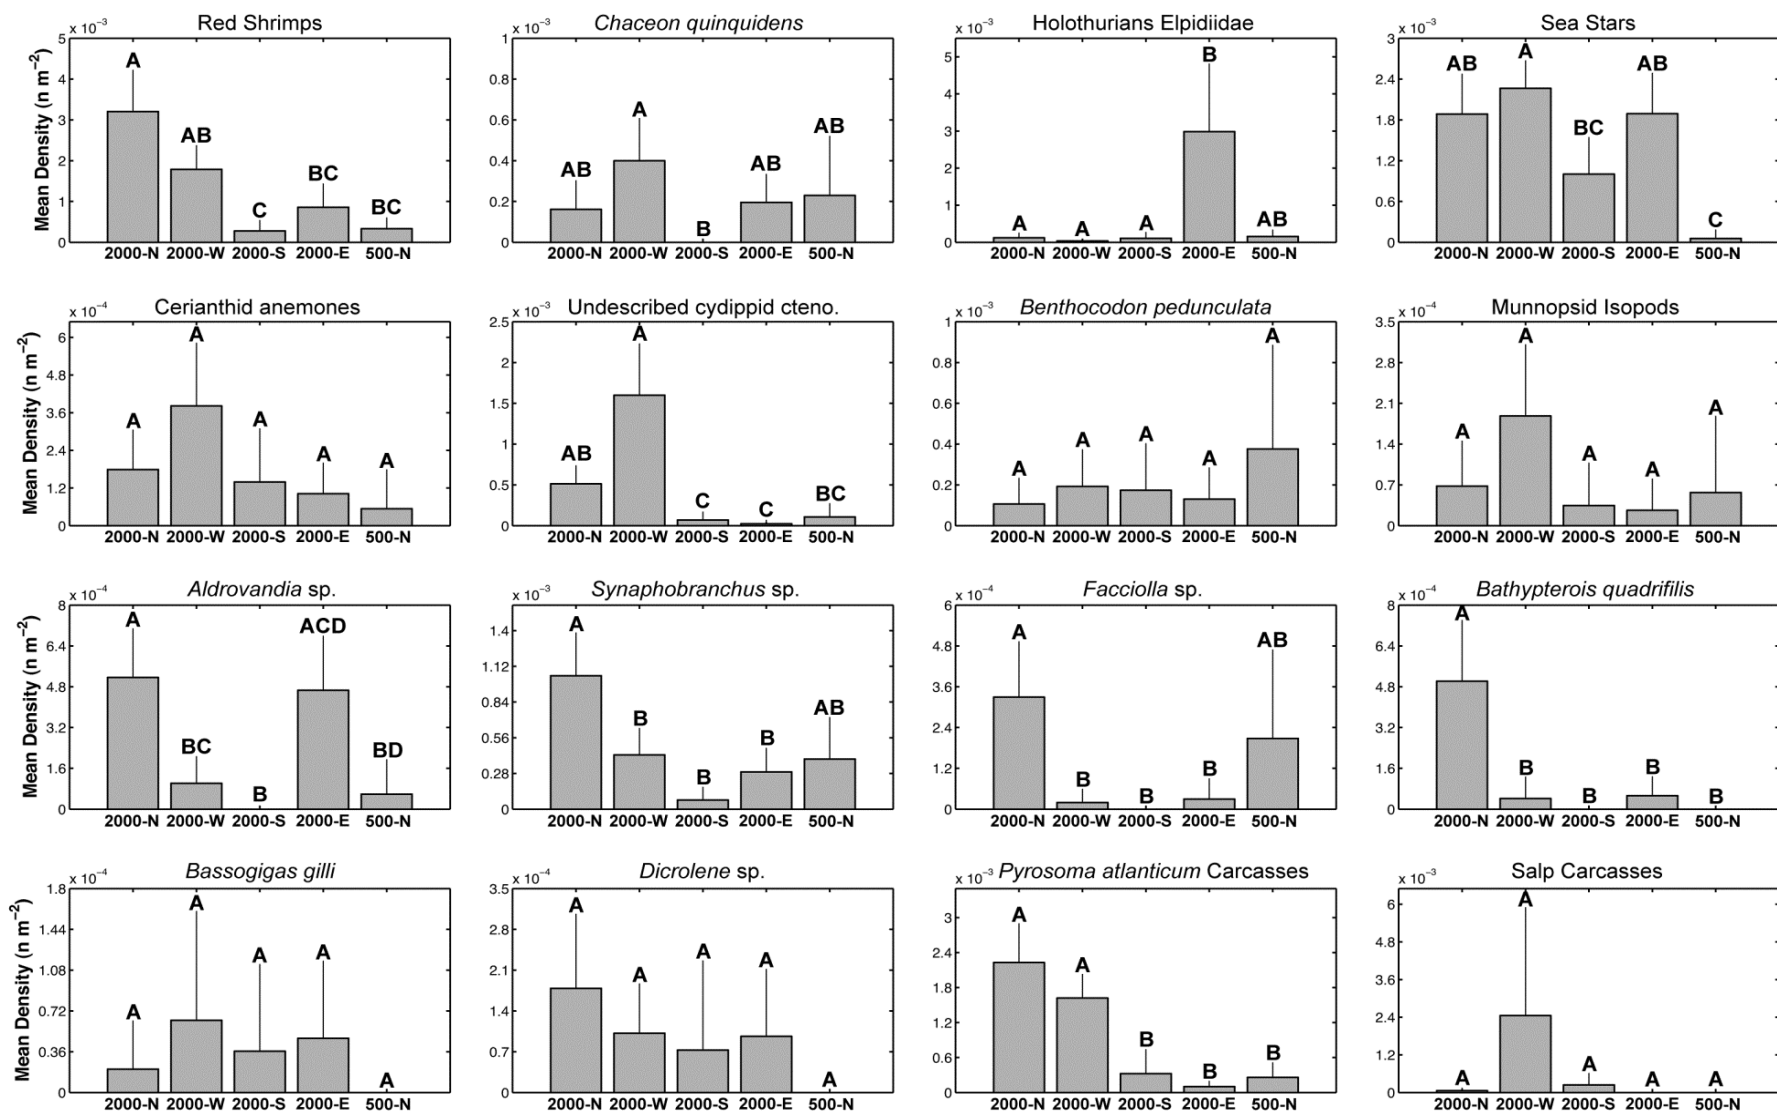 Red Shrimps
x 10⁻³
Mean Density (n m⁻²)
5
4
3
2
1
0
A
AB
C
BC
BC
2000-N 2000-W 2000-S 2000-E 500-N
Chaceon quinquidens
x 10⁻³
1
0.8
0.6
0.4
0.2
0
AB
A
B
AB
AB
2000-N 2000-W 2000-S 2000-E 500-N
Holothurians Elpidiidae
x 10⁻³
5
4
3
2
1
0
A
A
A
B
AB
2000-N 2000-W 2000-S 2000-E 500-N
Sea Stars
x 10⁻³
3
2.4
1.8
1.2
0.6
0
AB
A
BC
AB
C
2000-N 2000-W 2000-S 2000-E 500-N
Cerianthid anemones
x 10⁻⁴
Mean Density (n m⁻²)
6
4.8
3.6
2.4
1.2
0
A
A
A
A
A
2000-N 2000-W 2000-S 2000-E 500-N
Undescribed cydippid cteno.
x 10⁻³
2.5
2
1.5
1
0.5
0
AB
A
C
C
BC
2000-N 2000-W 2000-S 2000-E 500-N
Benthocodon pedunculata
x 10⁻³
1
0.8
0.6
0.4
0.2
0
A
A
A
A
A
2000-N 2000-W 2000-S 2000-E 500-N
Munnopsid Isopods
x 10⁻⁴
3.5
2.8
2.1
1.4
0.7
0
A
A
A
A
A
2000-N 2000-W 2000-S 2000-E 500-N
Aldrovandia sp.
x 10⁻⁴
Mean Density (n m⁻²)
8
6.4
4.8
3.2
1.6
0
A
BC
B
ACD
BD
2000-N 2000-W 2000-S 2000-E 500-N
Synaphobranchus sp.
x 10⁻³
1.4
1.12
0.84
0.56
0.28
0
A
B
B
B
AB
2000-N 2000-W 2000-S 2000-E 500-N
Facciolla sp.
x 10⁻⁴
6
4.8
3.6
2.4
1.2
0
A
B
B
B
AB
2000-N 2000-W 2000-S 2000-E 500-N
Bathypterois quadrifilis
x 10⁻⁴
8
6.4
4.8
3.2
1.6
0
A
B
B
B
B
2000-N 2000-W 2000-S 2000-E 500-N
Bassogigas gilli
x 10⁻⁴
Mean Density (n m⁻²)
1.8
1.44
1.08
0.72
0.36
0
A
A
A
A
A
2000-N 2000-W 2000-S 2000-E 500-N
Dicrolene sp.
x 10⁻⁴
3.5
2.8
2.1
1.4
0.7
0
A
A
A
A
A
2000-N 2000-W 2000-S 2000-E 500-N
Pyrosoma atlanticum Carcasses
x 10⁻³
3
2.4
1.8
1.2
0.6
0
A
A
B
B
B
2000-N 2000-W 2000-S 2000-E 500-N
Salp Carcasses
x 10⁻³
6
4.8
3.6
2.4
1.2
0
A
A
A
A
A
2000-N 2000-W 2000-S 2000-E 500-N